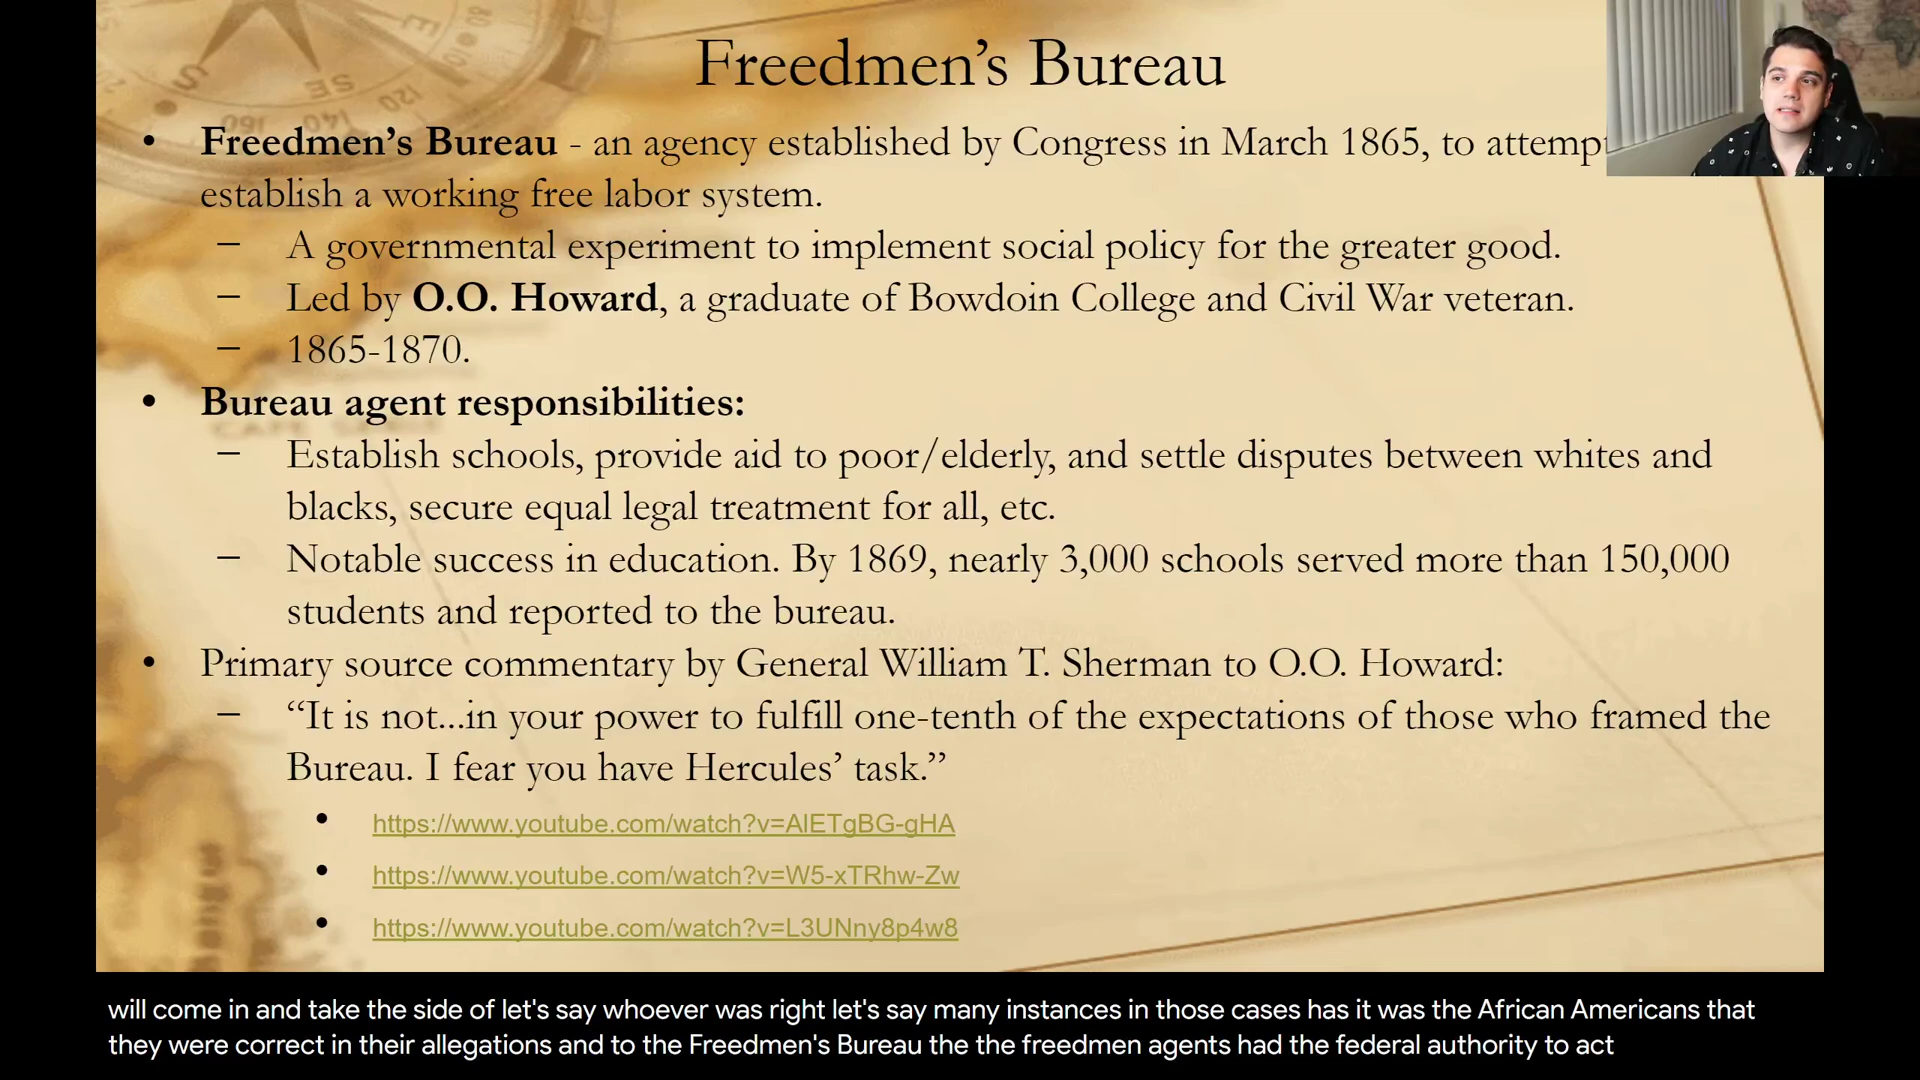 Freedmen’s Bureau
• Freedmen’s Bureau - an agency established by Congress in March 1865, to attempt
establish a working free labor system.
– A governmental experiment to implement social policy for the greater good.
– Led by O.O. Howard, a graduate of Bowdoin College and Civil War veteran.
– 1865-1870.
• Bureau agent responsibilities:
– Establish schools, provide aid to poor/elderly, and settle disputes between whites and
blacks, secure equal legal treatment for all, etc.
– Notable success in education. By 1869, nearly 3,000 schools served more than 150,000
students and reported to the bureau.
• Primary source commentary by General William T. Sherman to O.O. Howard:
– “It is not...in your power to fulfill one-tenth of the expectations of those who framed the
Bureau. I fear you have Hercules’ task.”
• https://www.youtube.com/watch?v=AlETgBG-gHA
• https://www.youtube.com/watch?v=W5-xTRhw-Zw
• https://www.youtube.com/watch?v=L3UNny8p4w8
will come in and take the side of let's say whoever was right let's say many instances in those cases has it was the African Americans that
they were correct in their allegations and to the Freedmen's Bureau the the freedmen agents had the federal authority to act
S
SE
E
160
140
120
80